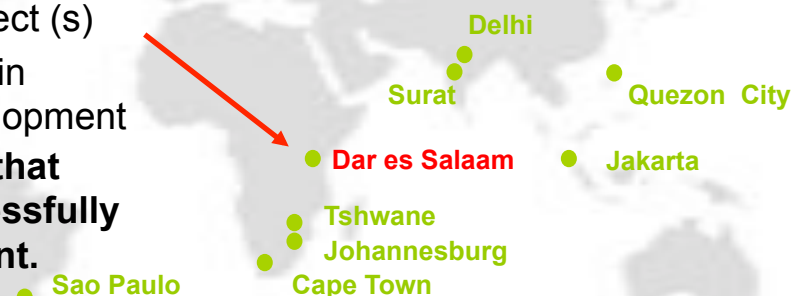 ect (s)
in
opment
that
essfully
nt.
Delhi
Surat
Quezon City
Dar es Salaam
Jakarta
Tshwane
Johannesburg
Sao Paulo
Cape Town